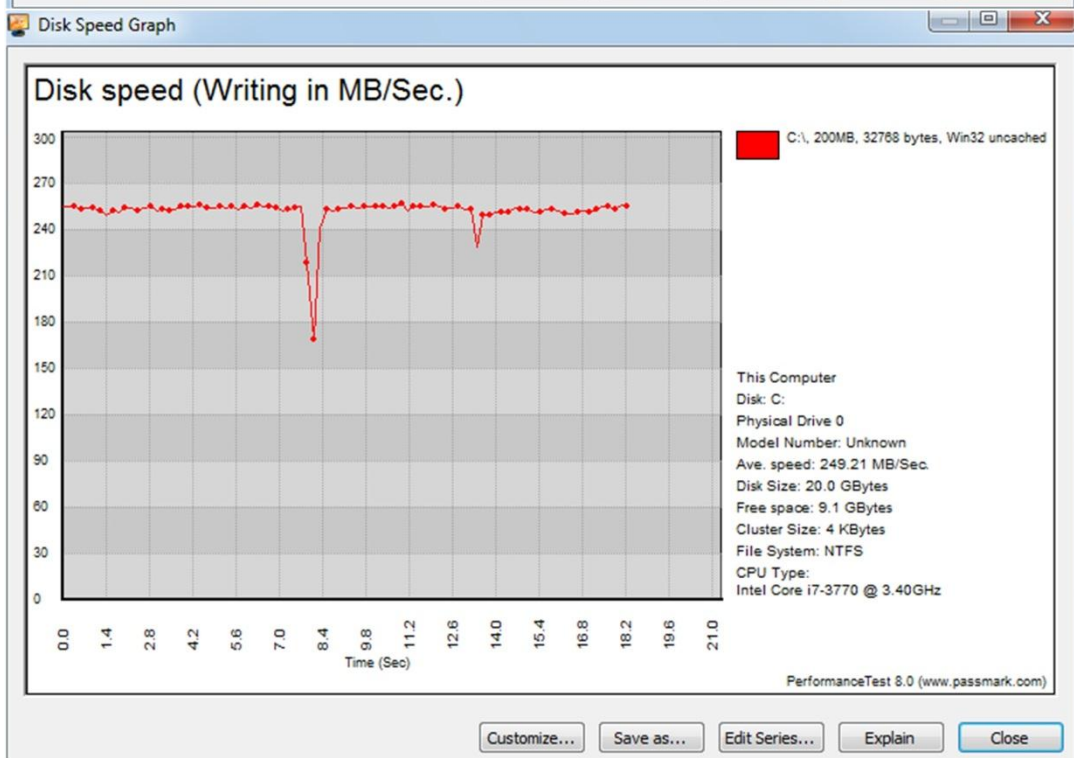 Disk Speed Graph
Disk speed (Writing in MB/Sec.)
300
270
240
210
180
150
120
90
60
30
0
0.0
1.4
2.8
4.2
5.6
7.0
8.4
9.8
11.2
12.6
14.0
15.4
16.8
18.2
19.6
21.0
Time (Sec)
C:\, 200MB, 32768 bytes, Win32 uncached
This Computer
Disk: C:
Physical Drive 0
Model Number: Unknown
Ave. speed: 249.21 MB/Sec.
Disk Size: 20.0 GBytes
Free space: 9.1 GBytes
Cluster Size: 4 KBytes
File System: NTFS
CPU Type:
Intel Core i7-3770 @ 3.40GHz
PerformanceTest 8.0 (www.passmark.com)
Customize...
Save as...
Edit Series...
Explain
Close